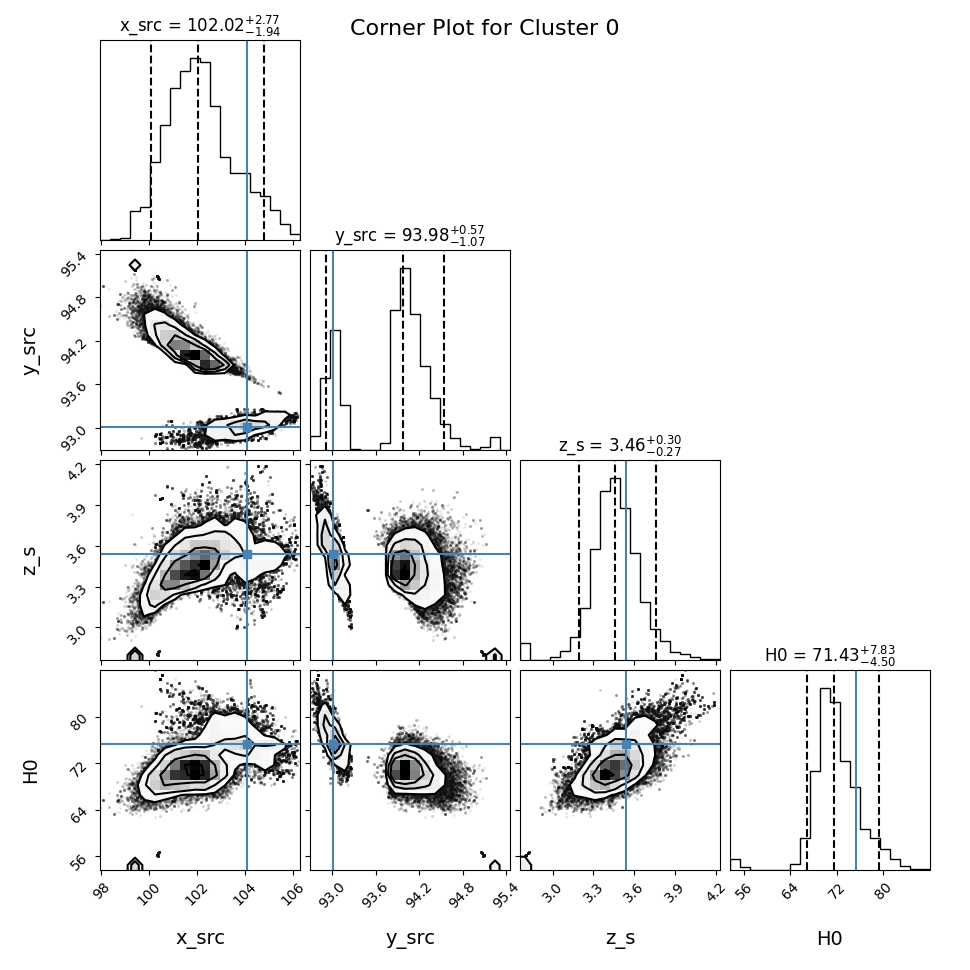 Corner Plot for Cluster 0
x_src = 102.02+2.77−1.94
y_src = 93.98+0.57−1.07
z_s = 3.46+0.30−0.27
H0 = 71.43+7.83−4.50
y_src
95.4
94.8
94.2
93.6
93.0
z_s
4.2
3.9
3.6
3.3
3.0
H0
80
72
64
56
98 100 102 104 106
93.0 93.6 94.2 94.8 95.4
3.0 3.3 3.6 3.9 4.2
56 64 72 80
x_src y_src z_s H0